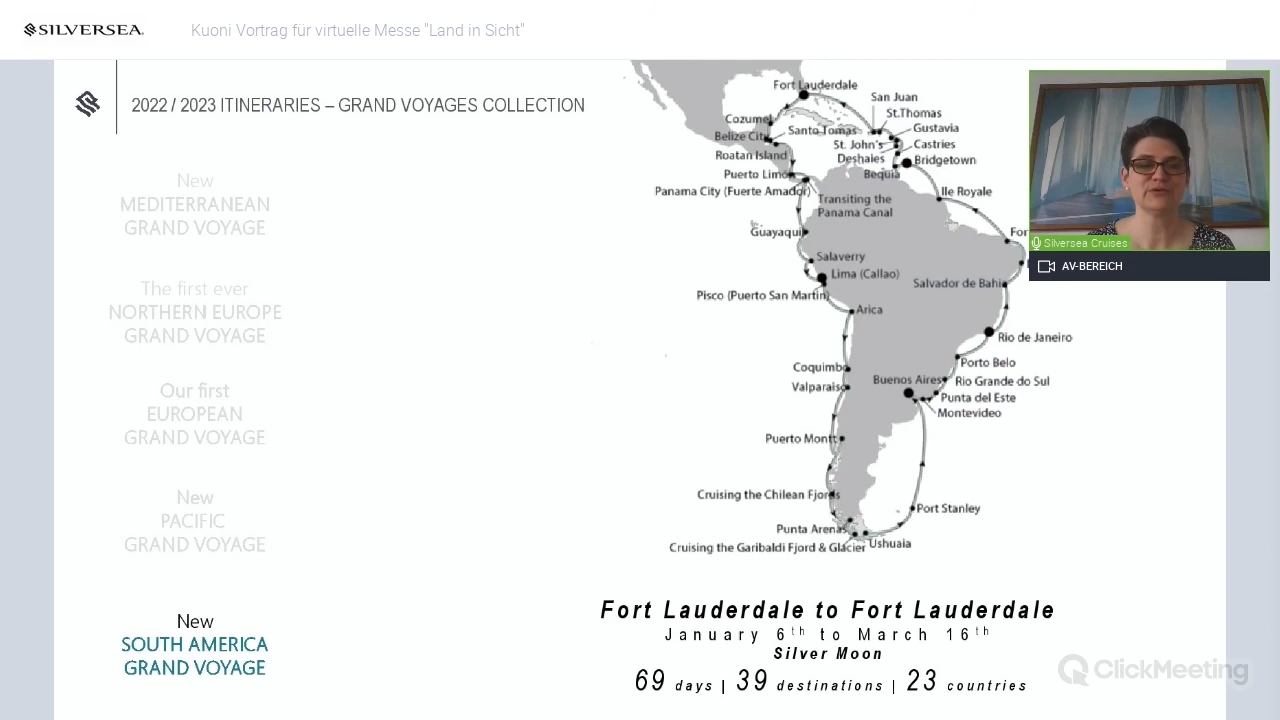 SILVERSEA
Kuoni Vortrag für virtuelle Messe "Land in Sicht"
2022 / 2023 ITINERARIES – GRAND VOYAGES COLLECTION
New
MEDITERRANEAN
GRAND VOYAGE
The first ever
NORTHERN EUROPE
GRAND VOYAGE
Our first
EUROPEAN
GRAND VOYAGE
New
PACIFIC
GRAND VOYAGE
New
SOUTH AMERICA
GRAND VOYAGE
Fort Lauderdale
San Juan
St.Thomas
Cozumel
Gustavia
Belize City
Santo Tomas
St. John's
Castries
Roatan Island
Deshaies
Bridgetown
Puerto Limo
Bequia
Panama City (Fuerte Amador)
Ile Royale
Transiting the
Panama Canal
Guayaqui
For
Salaverry
Lima (Callao)
Salvador de Bahia
Pisco (Puerto San Martin)
Arica
Rio de Janeiro
Coquimbo
Porto Belo
Buenos Aires
Rio Grande do Sul
Valparaiso
Punta del Este
Montevideo
Puerto Montt
Cruising the Chilean Fjords
Port Stanley
Punta Arenas
Cruising the Garibaldi Fjord & Glacier
Ushuaia
Fort Lauderdale to Fort Lauderdale
January 6th to March 16th
Silver Moon
69 days | 39 destinations | 23 countries
Silversea Cruises
AV-BEREICH
ClickMeeting